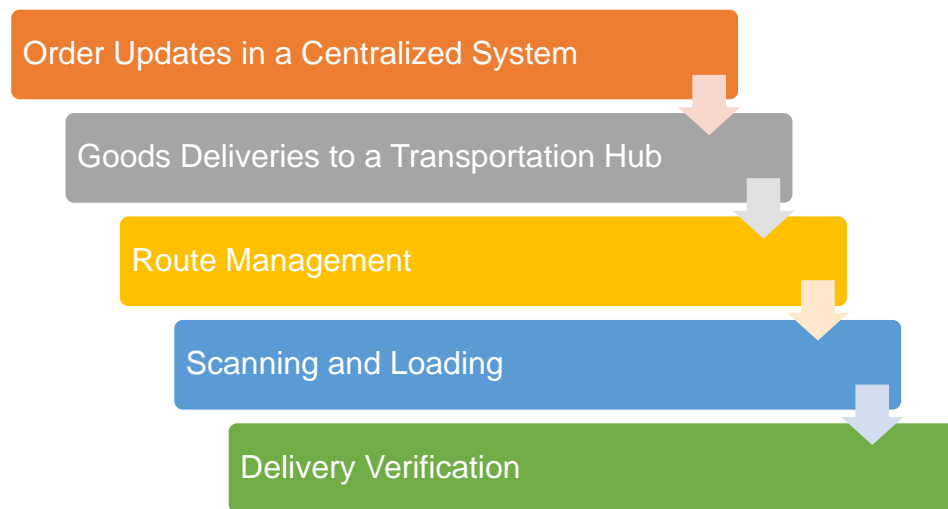 Order Updates in a Centralized System
Goods Deliveries to a Transportation Hub
Route Management
Scanning and Loading
Delivery Verification